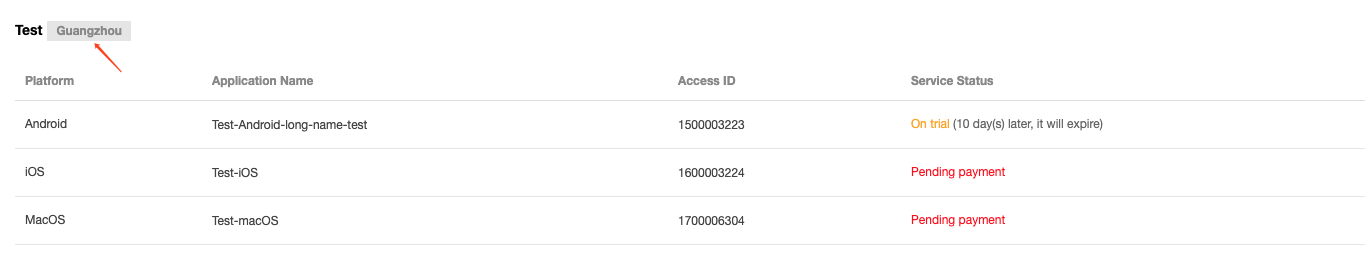 Test Guangzhou
Platform Application Name Access ID Service Status
Android Test-Android-long-name-test 1500003223 On trial (10 day(s) later, it will expire)
iOS Test-iOS 1600003224 Pending payment
MacOS Test-macOS 1700006304 Pending payment